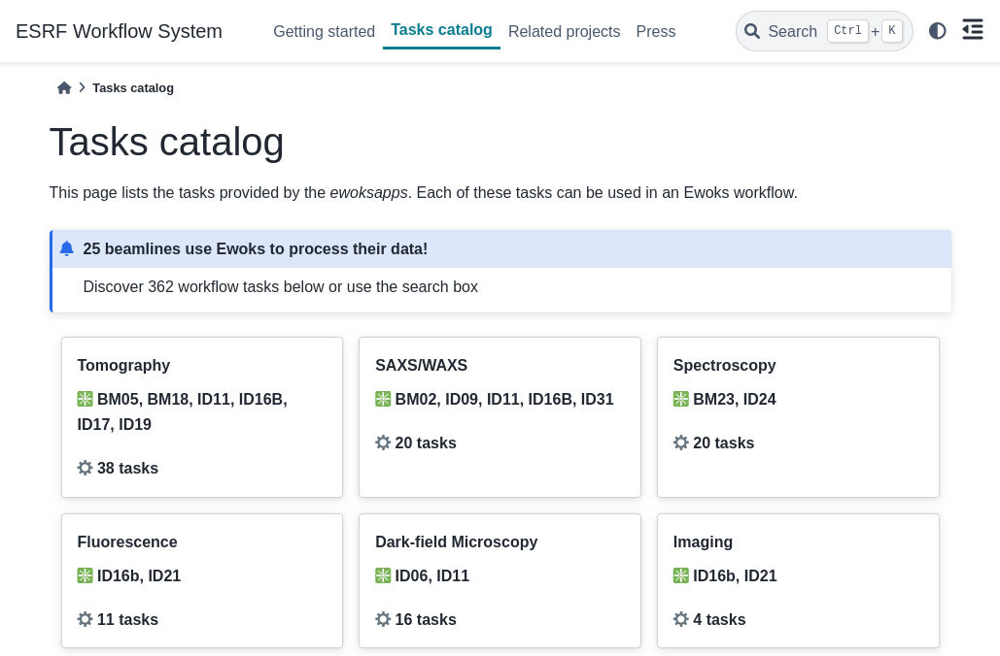 ESRF Workflow System
Getting started
Tasks catalog
Related projects
Press
Search Ctrl + K
Tasks catalog
Tasks catalog
This page lists the tasks provided by the ewoksapps. Each of these tasks can be used in an Ewoks workflow.
25 beamlines use Ewoks to process their data!
Discover 362 workflow tasks below or use the search box
Tomography
BM05, BM18, ID11, ID16B,
ID17, ID19
38 tasks
SAXS/WAXS
BM02, ID09, ID11, ID16B, ID31
20 tasks
Spectroscopy
BM23, ID24
20 tasks
Fluorescence
ID16b, ID21
11 tasks
Dark-field Microscopy
ID06, ID11
16 tasks
Imaging
ID16b, ID21
4 tasks